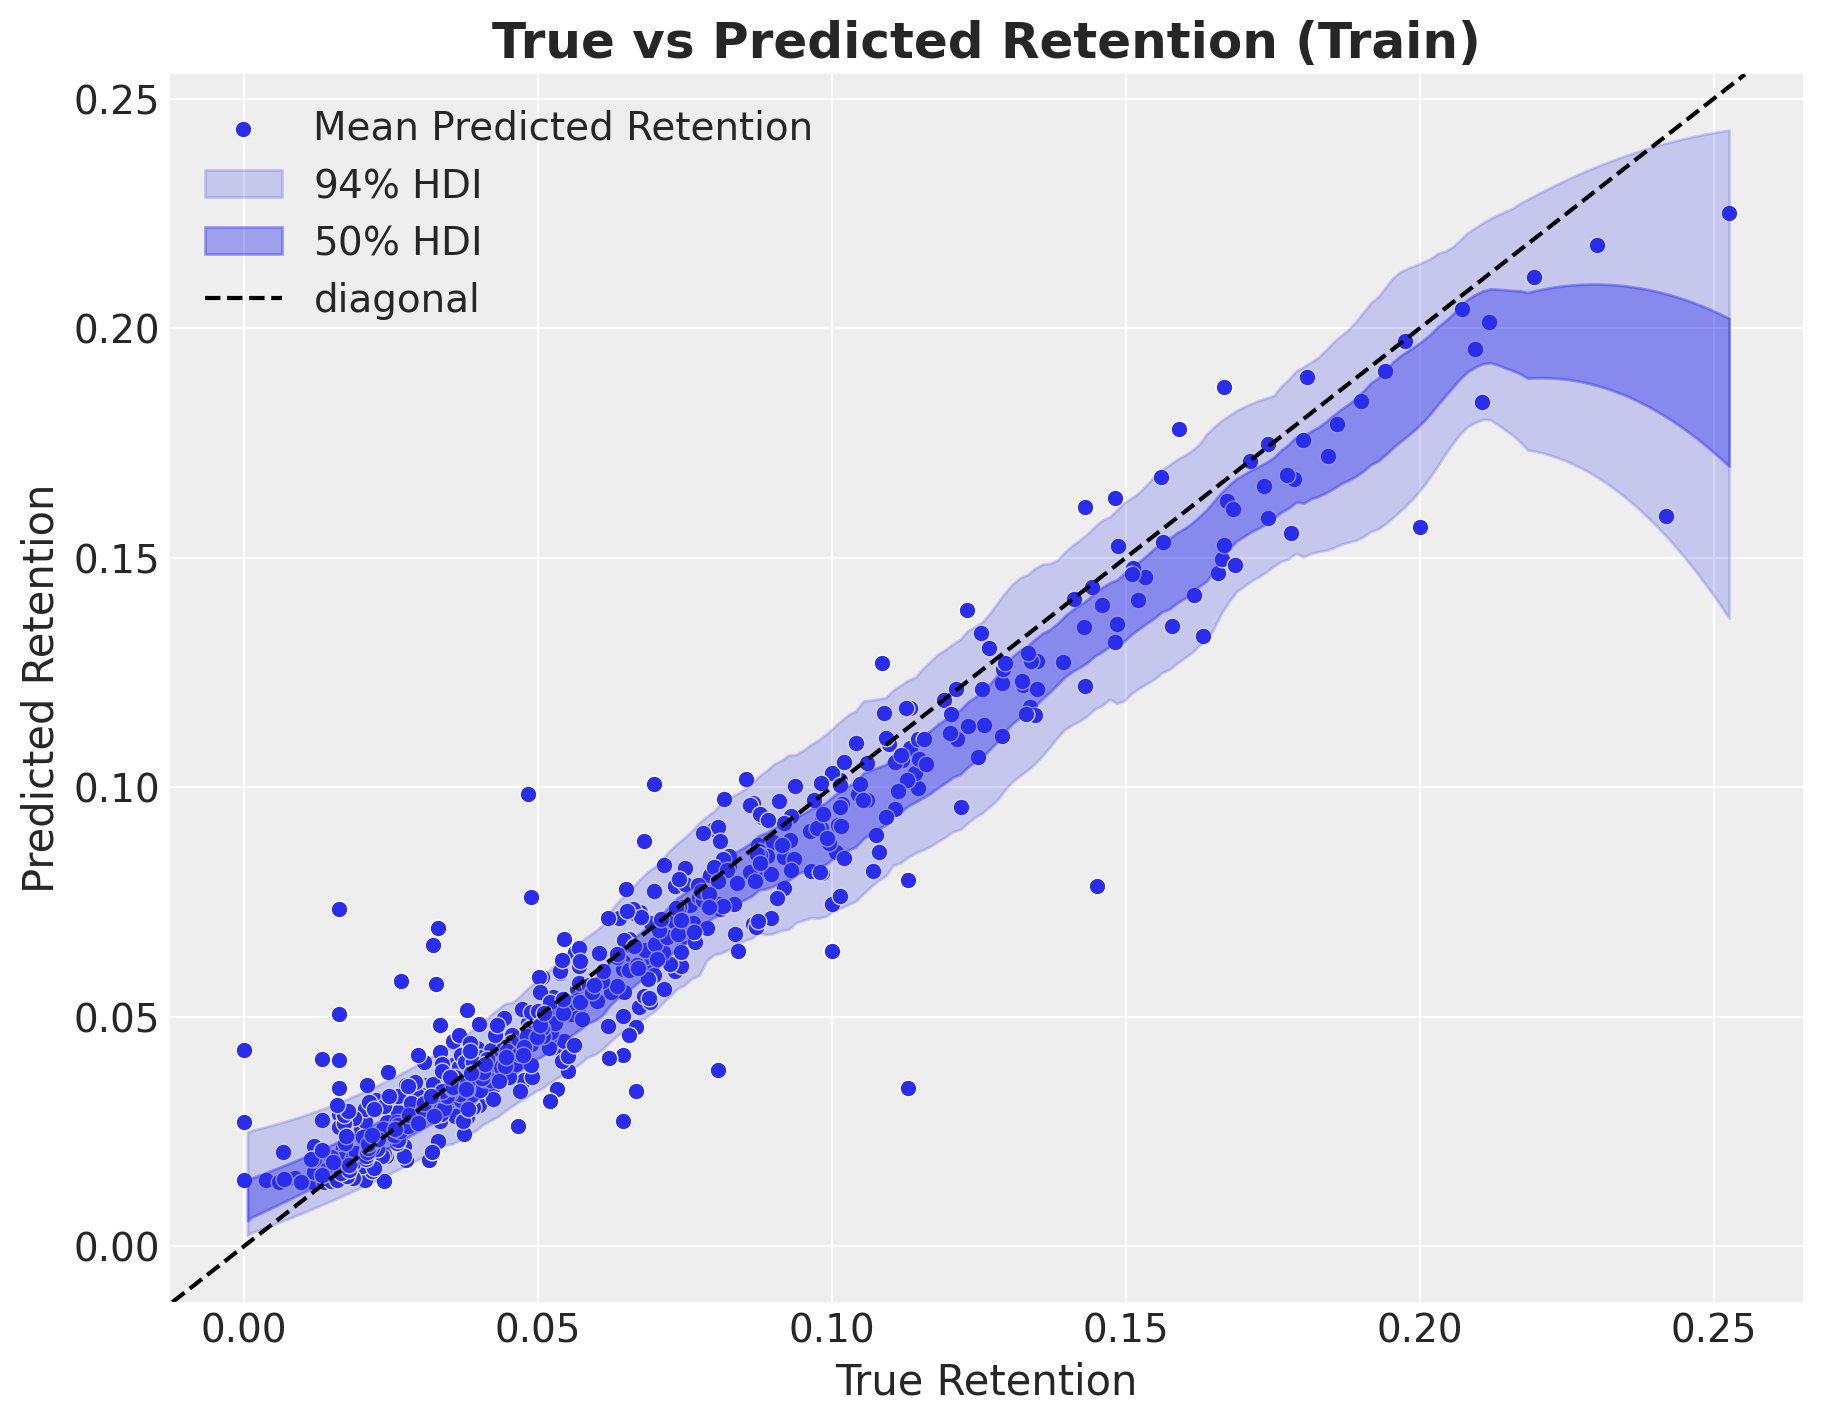 True vs Predicted Retention (Train)
Mean Predicted Retention
94% HDI
50% HDI
diagonal
Predicted Retention
0.25
0.20
0.15
0.10
0.05
0.00
0.00 0.05 0.10 0.15 0.20 0.25
True Retention